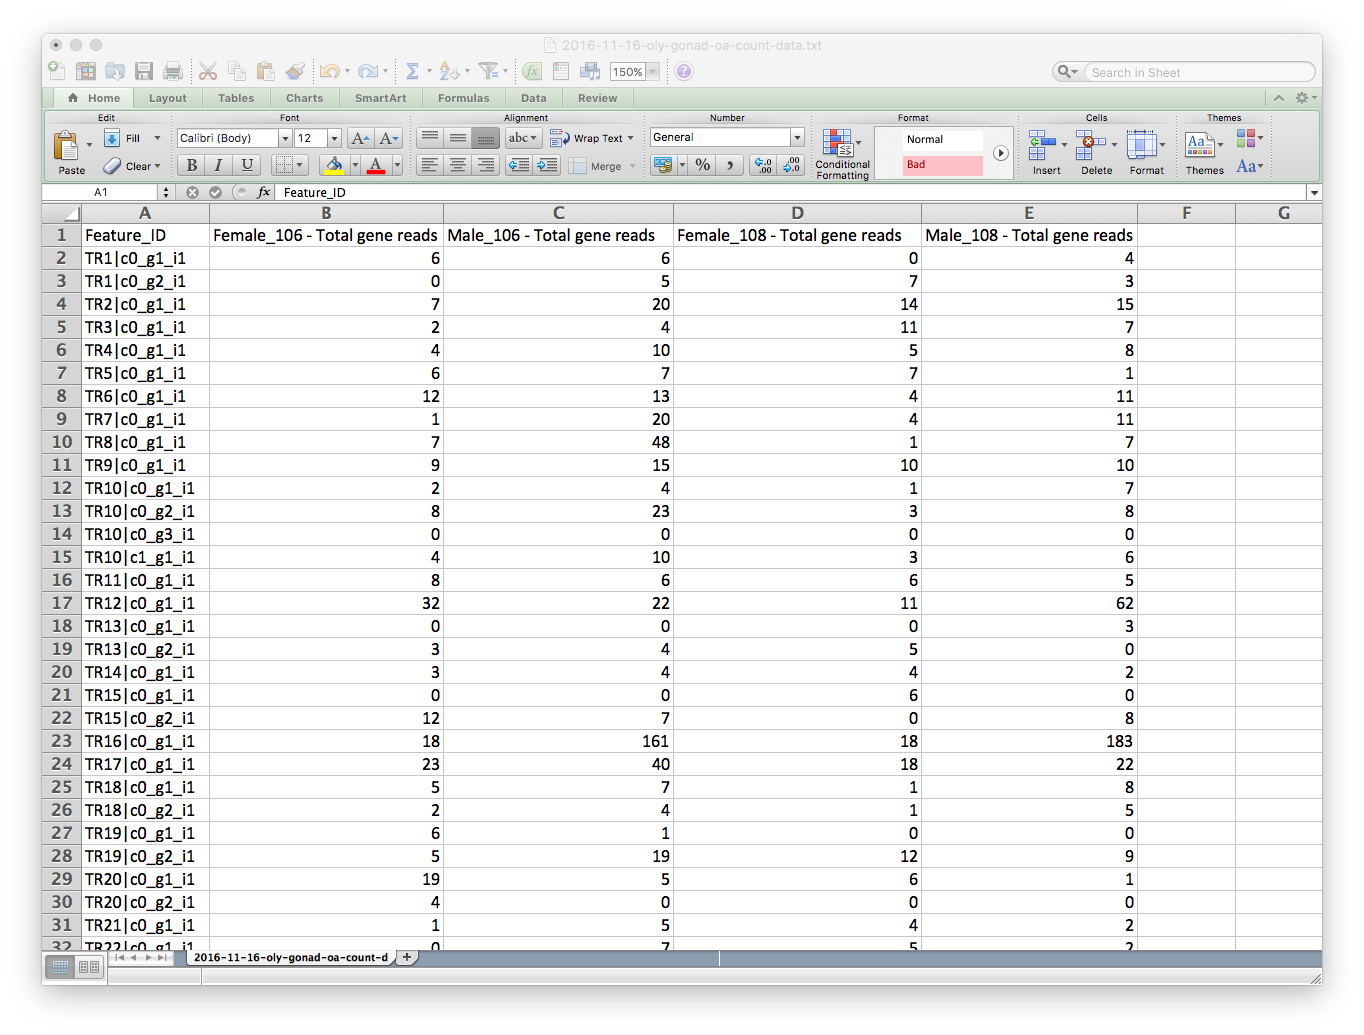 2016-11-16-oly-gonad-oa-count-data.txt
150%
Search in Sheet
Home Layout Tables Charts SmartArt Formulas Data Review
Edit Font Alignment Number Format Cells Themes
Paste Fill Calibri (Body) 12 A A abc Wrap Text General Conditional Formatting Normal Insert Delete Format Themes Aa
Clear B I U A Merge % , .0 .00 .00 .0 Bad Aa
A1 fx Feature_ID
A B C D E F G
1 Feature_ID Female_106 - Total gene reads Male_106 - Total gene reads Female_108 - Total gene reads Male_108 - Total gene reads
2 TR1|c0_g1_i1 6 6 0 4
3 TR1|c0_g2_i1 0 5 7 3
4 TR2|c0_g1_i1 7 20 14 15
5 TR3|c0_g1_i1 2 4 11 7
6 TR4|c0_g1_i1 4 10 5 8
7 TR5|c0_g1_i1 6 7 7 1
8 TR6|c0_g1_i1 12 13 4 11
9 TR7|c0_g1_i1 1 20 4 11
10 TR8|c0_g1_i1 7 48 1 7
11 TR9|c0_g1_i1 9 15 10 10
12 TR10|c0_g1_i1 2 4 1 7
13 TR10|c0_g2_i1 8 23 3 8
14 TR10|c0_g3_i1 0 0 0 0
15 TR10|c1_g1_i1 4 10 3 6
16 TR11|c0_g1_i1 8 6 6 5
17 TR12|c0_g1_i1 32 22 11 62
18 TR13|c0_g1_i1 0 0 0 3
19 TR13|c0_g2_i1 3 4 5 0
20 TR14|c0_g1_i1 3 4 4 2
21 TR15|c0_g1_i1 0 0 6 0
22 TR15|c0_g2_i1 12 7 0 8
23 TR16|c0_g1_i1 18 161 18 183
24 TR17|c0_g1_i1 23 40 18 22
25 TR18|c0_g1_i1 5 7 1 8
26 TR18|c0_g2_i1 2 4 1 5
27 TR19|c0_g1_i1 6 1 0 0
28 TR19|c0_g2_i1 5 19 12 9
29 TR20|c0_g1_i1 19 5 6 1
30 TR20|c0_g2_i1 4 0 0 0
31 TR21|c0_g1_i1 1 5 4 2
32 TR22|c0_g1_i1 0 7 5 2
2016-11-16-oly-gonad-oa-count-d